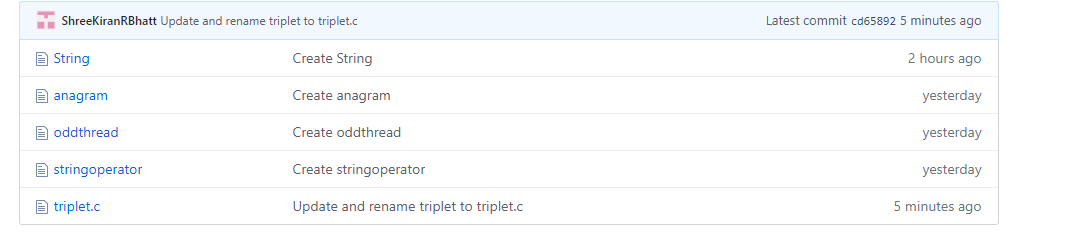 ShreeKiranRBhatt Update and rename triplet to triplet.c Latest commit cd65892 5 minutes ago
String Create String 2 hours ago
anagram Create anagram yesterday
oddthread Create oddthread yesterday
stringoperator Create stringoperator yesterday
triplet.c Update and rename triplet to triplet.c 5 minutes ago